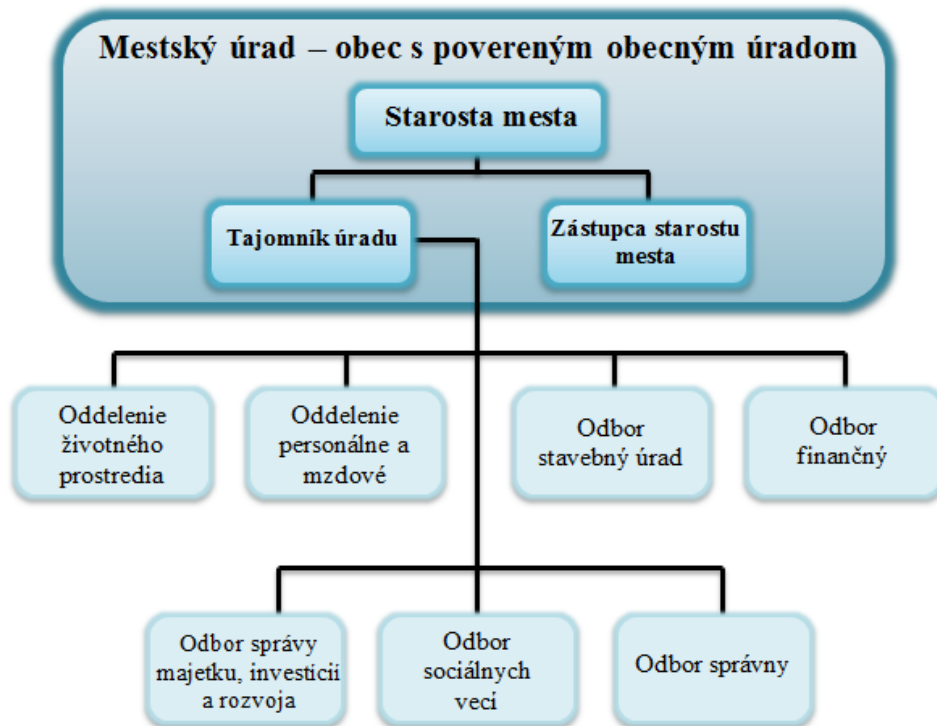 Mestský úrad – obec s povereným obecným úradom
Starosta mesta
Tajomník úradu
Zástupca starostu
mesta
Oddelenie
životného
prostredia
Oddelenie
personálne a
mzdové
Odbor
stavebný úrad
Odbor
finančný
Odbor správy
majetku, investícií
a rozvoja
Odbor
sociálnych
vecí
Odbor správny